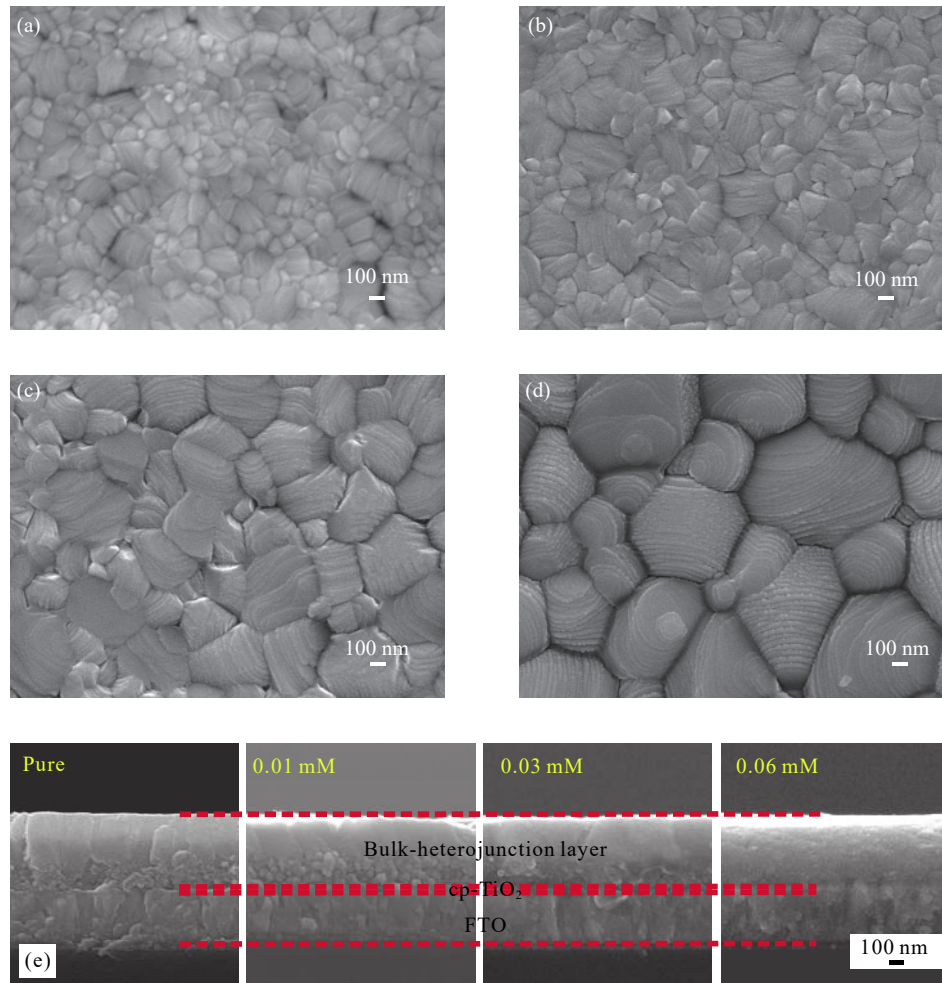 (a)
100 nm
(b)
100 nm
(c)
100 nm
(d)
100 nm
Pure
0.01 mM
0.03 mM
0.06 mM
Bulk-heterojunction layer
cp-TiO₂
FTO
(e)
100 nm